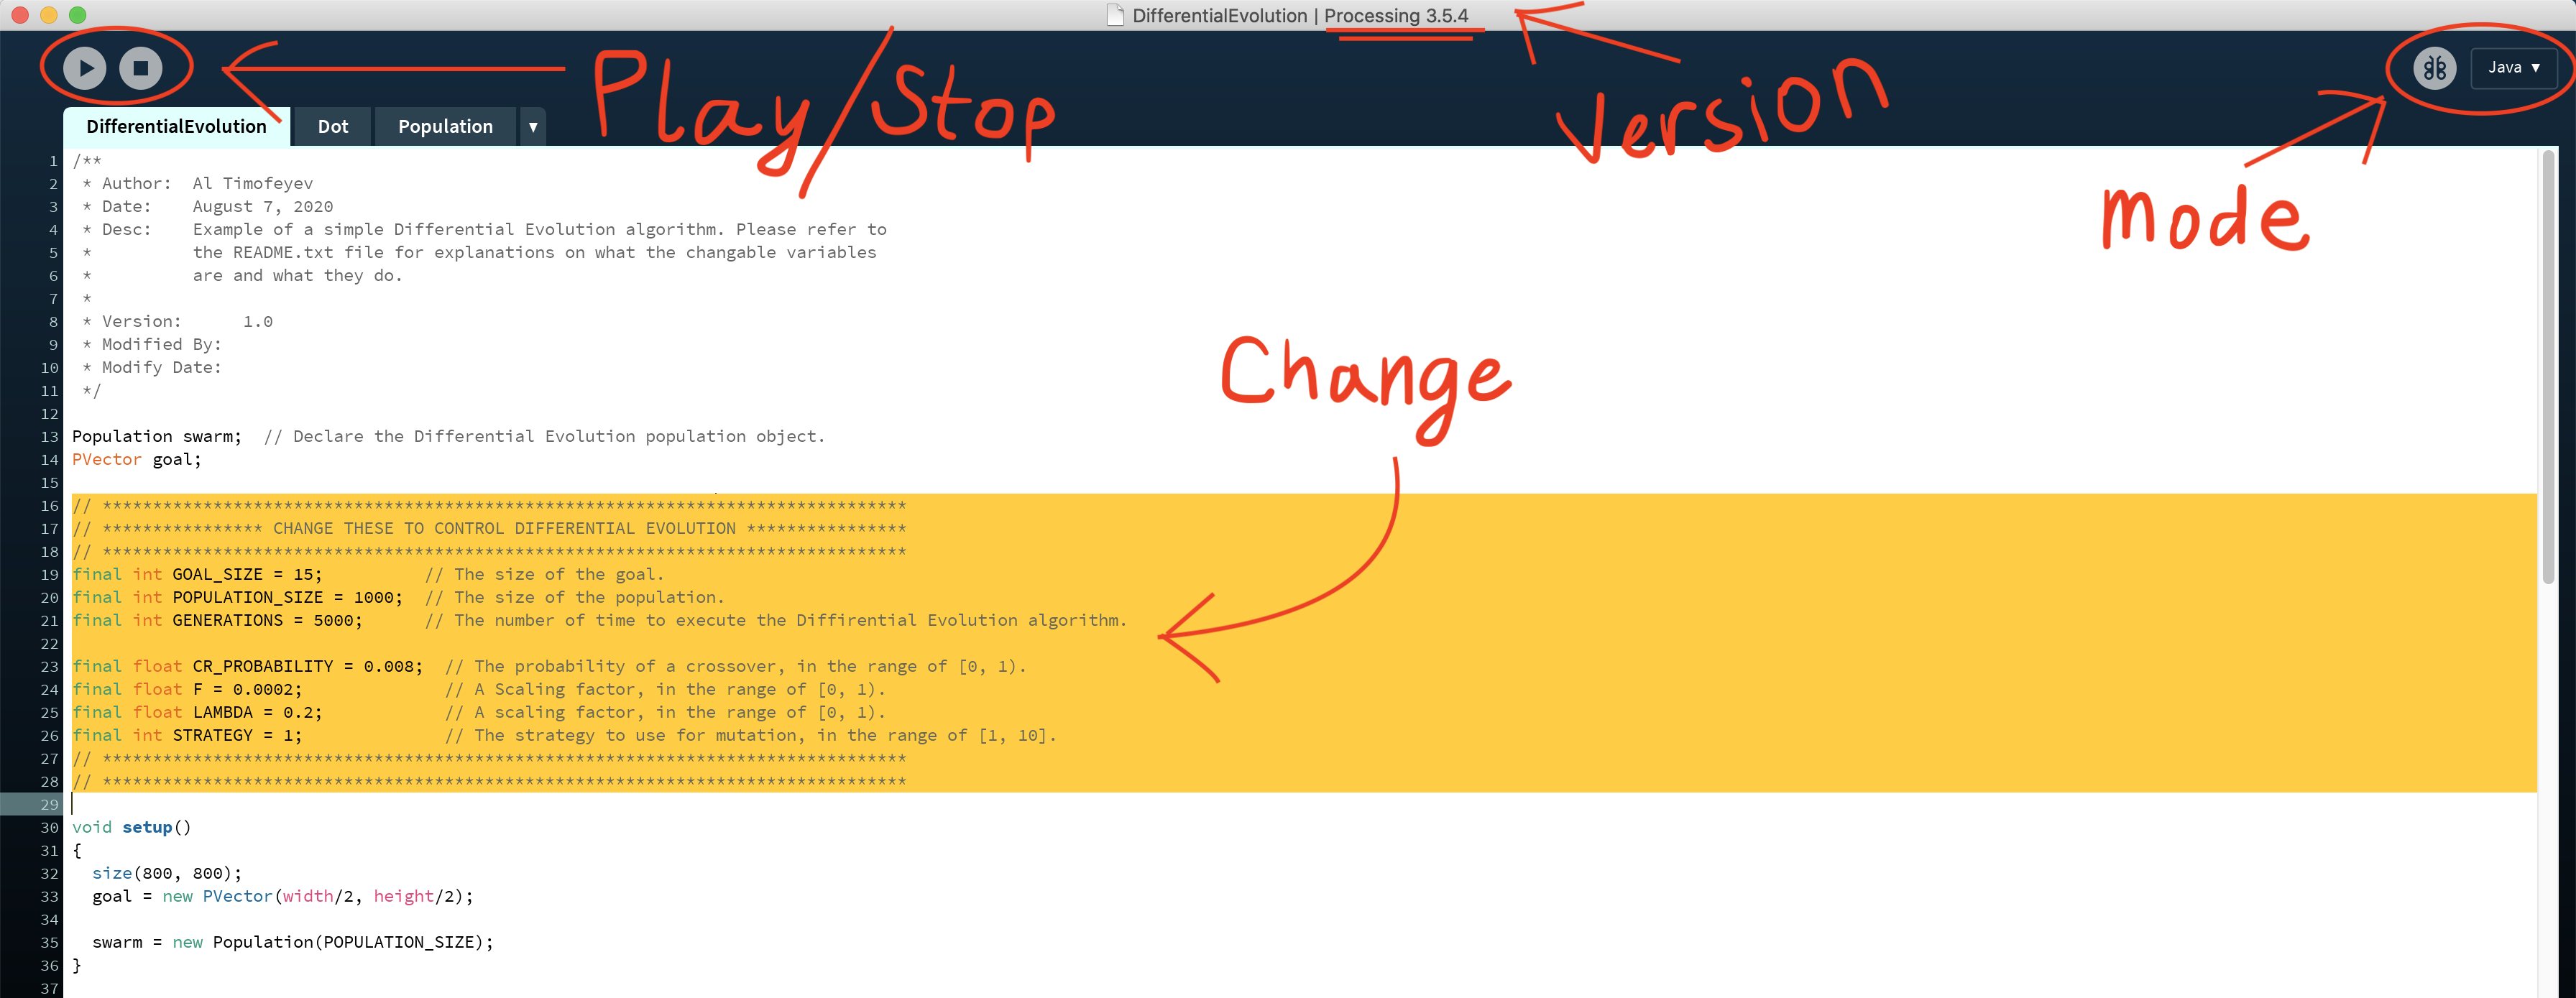 DifferentialEvolution | Processing 3.5.4
Play/Stop
Version
Java ▼
mode
DifferentialEvolution Dot Population ▼
1 /**
2  * Author:  Al Timofeyev
3  * Date:    August 7, 2020
4  * Desc:    Example of a simple Differential Evolution algorithm. Please refer to
5  *          the README.txt file for explanations on what the changable variables
6  *          are and what they do.
7  *
8  * Version:      1.0
9  * Modified By:
10  * Modify Date:
11  */
12
Change
13 Population swarm;  // Declare the Differential Evolution population object.
14 PVector goal;
15
16 // ********************************************************************************
17 // **************** CHANGE THESE TO CONTROL DIFFERENTIAL EVOLUTION ****************
18 // ********************************************************************************
19 final int GOAL_SIZE = 15;          // The size of the goal.
20 final int POPULATION_SIZE = 1000;  // The size of the population.
21 final int GENERATIONS = 5000;      // The number of time to execute the Diffirential Evolution algorithm.
22
23 final float CR_PROBABILITY = 0.008;  // The probability of a crossover, in the range of [0, 1).
24 final float F = 0.0002;              // A Scaling factor, in the range of [0, 1).
25 final float LAMBDA = 0.2;            // A scaling factor, in the range of [0, 1).
26 final int STRATEGY = 1;              // The strategy to use for mutation, in the range of [1, 10].
27 // ********************************************************************************
28 // ********************************************************************************
29
30 void setup()
31 {
32   size(800, 800);
33   goal = new PVector(width/2, height/2);
34
35   swarm = new Population(POPULATION_SIZE);
36 }
37